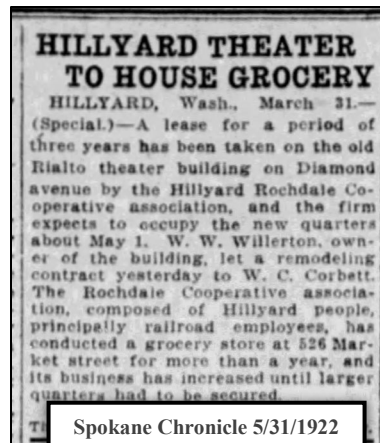 HILLYARD THEATER
TO HOUSE GROCERY
HILLYARD, Wash., March 31.—
(Special.)—A lease for a period of
three years has been taken on the old
Rialto theater building on Diamond
avenue by the Hillyard Rochdale Co-
operative association, and the firm
expects to occupy the new quarters
about May 1. W. W. Willerton, own-
er of the building, let a remodeling
contract yesterday to W. C. Corbett.
The Rochdale Cooperative associa-
tion, composed of Hillyard people,
principally railroad employees, has
conducted a grocery store at 526 Mar-
ket street for more than a year, and
its business has increased until larger
quarters had to be secured.
Spokane Chronicle 5/31/1922